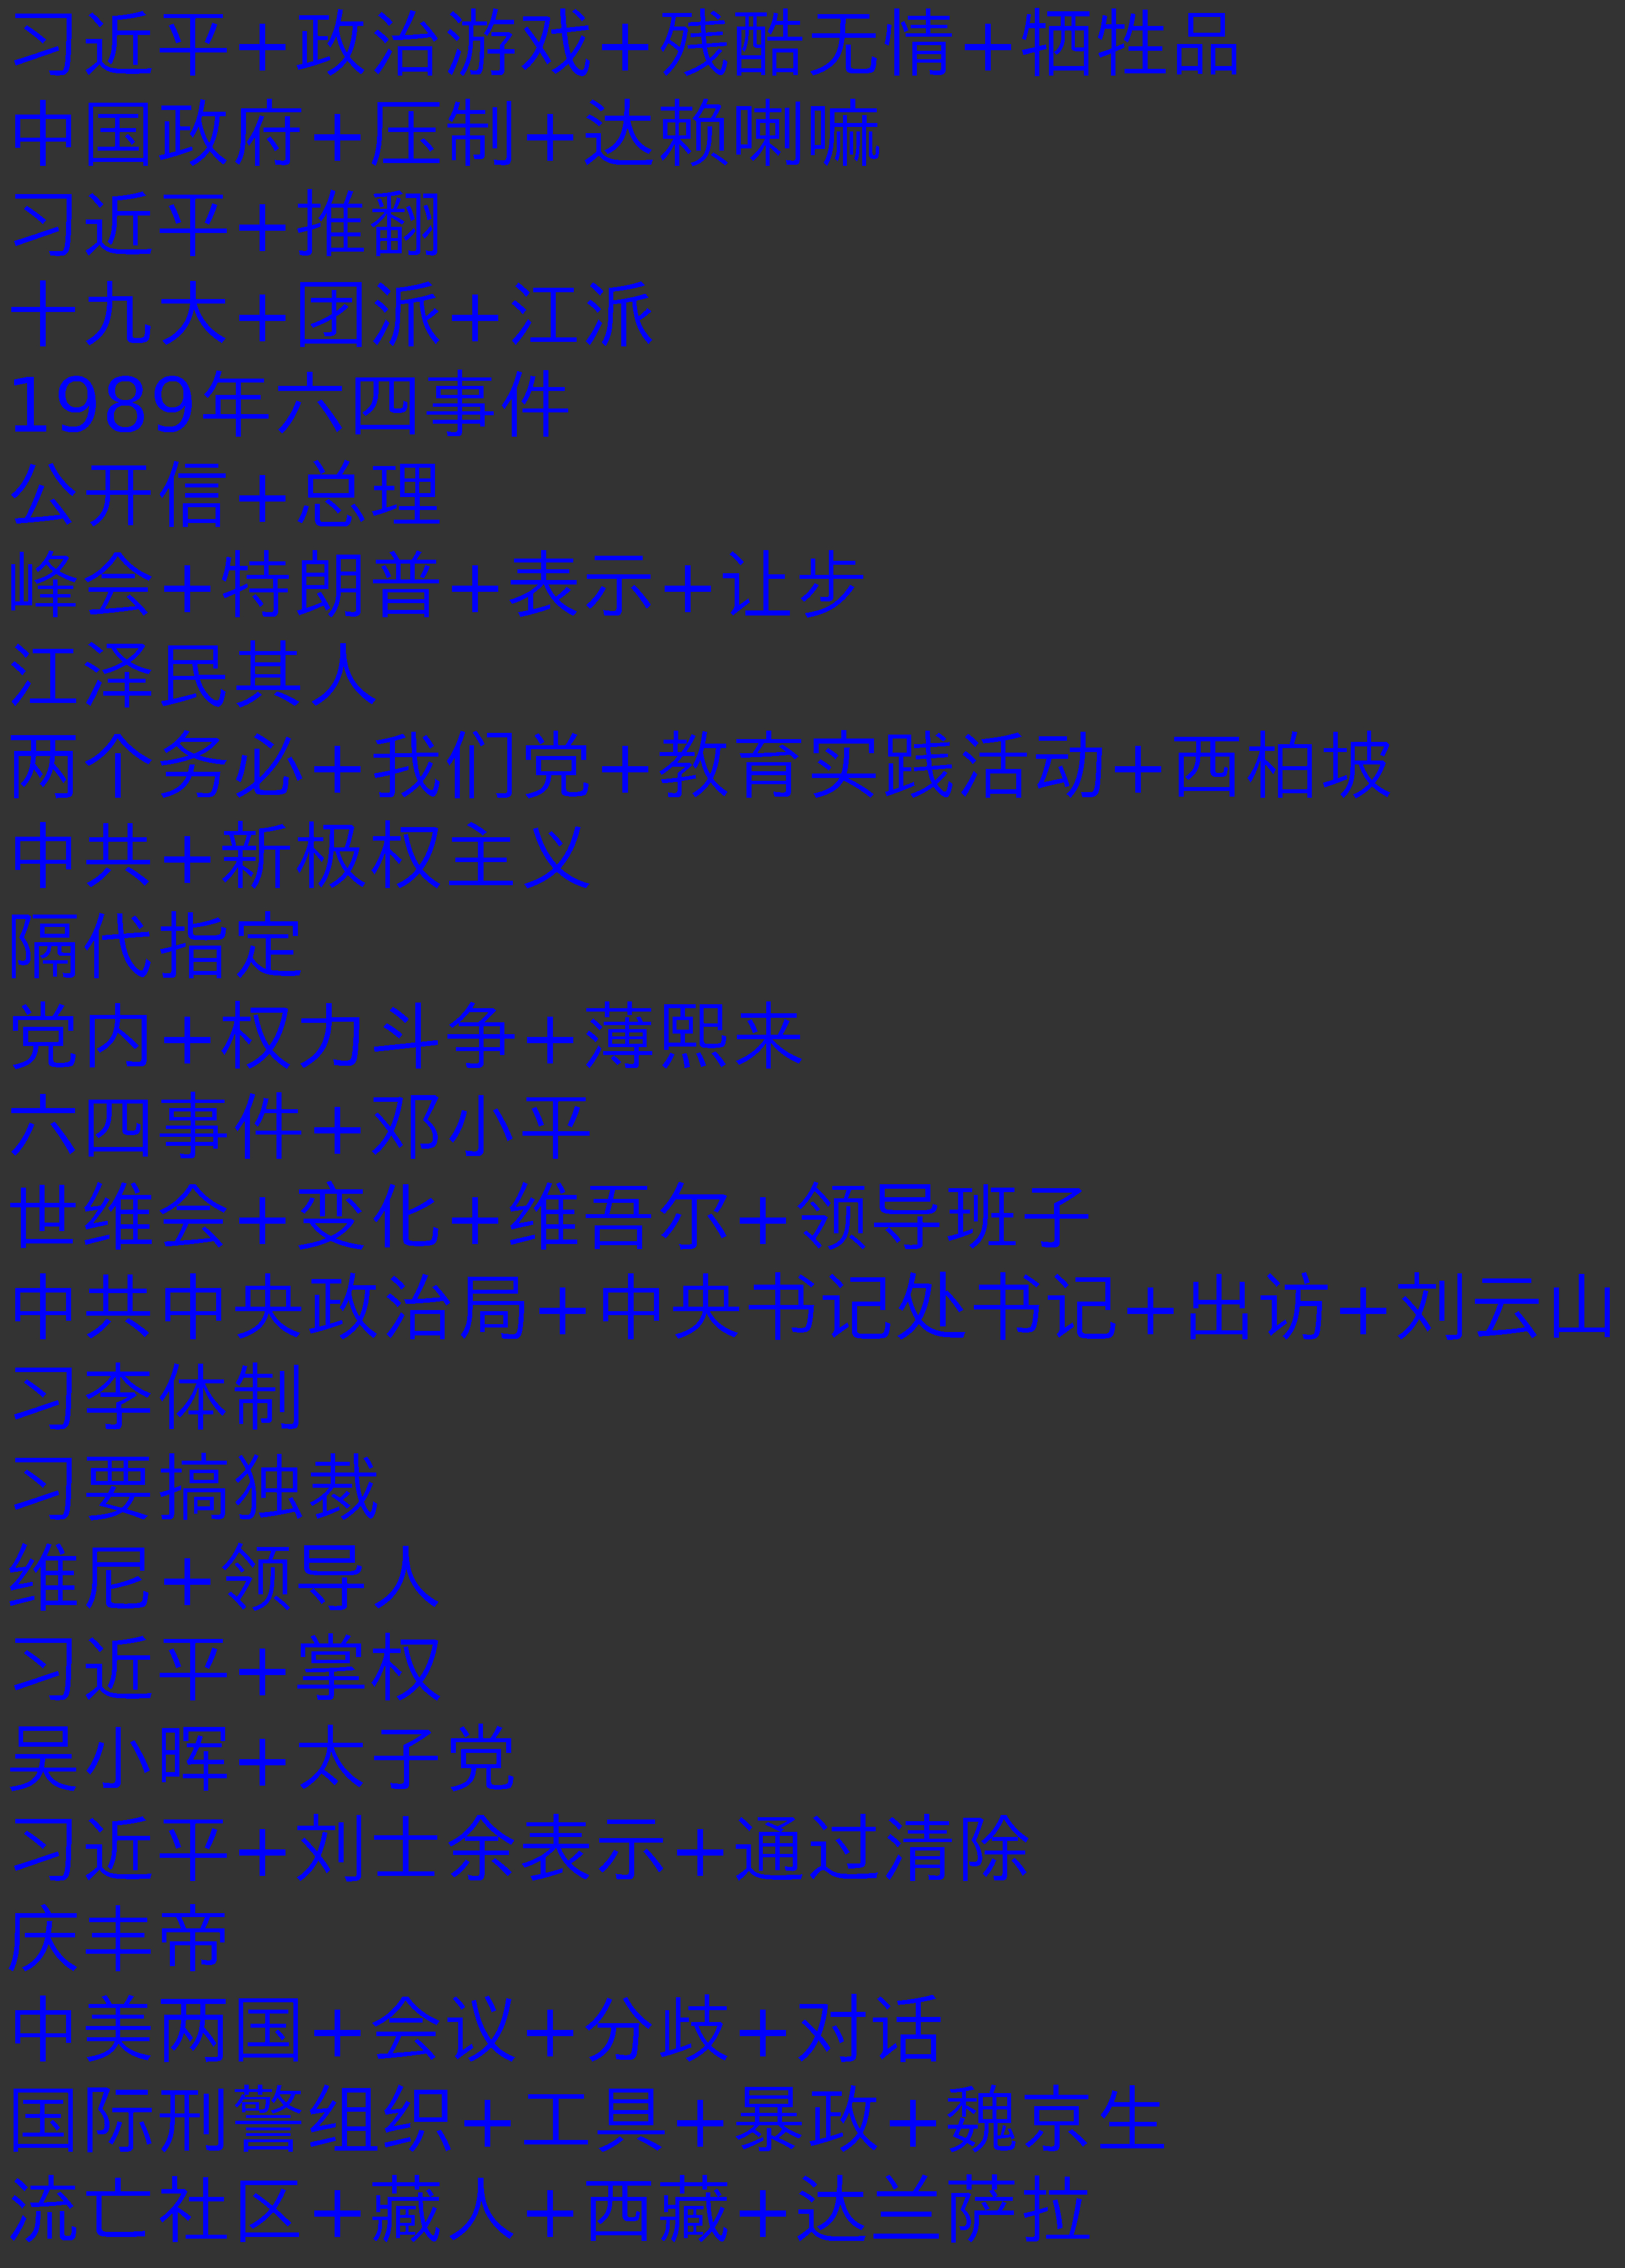 习近平+政治游戏+残酷无情+牺牲品
中国政府+压制+达赖喇嘛
习近平+推翻
十九大+团派+江派
1989年六四事件
公开信+总理
峰会+特朗普+表示+让步
江泽民其人
两个务必+我们党+教育实践活动+西柏坡
中共+新极权主义
隔代指定
党内+权力斗争+薄熙来
六四事件+邓小平
世维会+变化+维吾尔+领导班子
中共中央政治局+中央书记处书记+出访+刘云山
习李体制
习要搞独裁
维尼+领导人
习近平+掌权
吴小晖+太子党
习近平+刘士余表示+通过清除
庆丰帝
中美两国+会议+分歧+对话
国际刑警组织+工具+暴政+魏京生
流亡社区+藏人+西藏+达兰萨拉